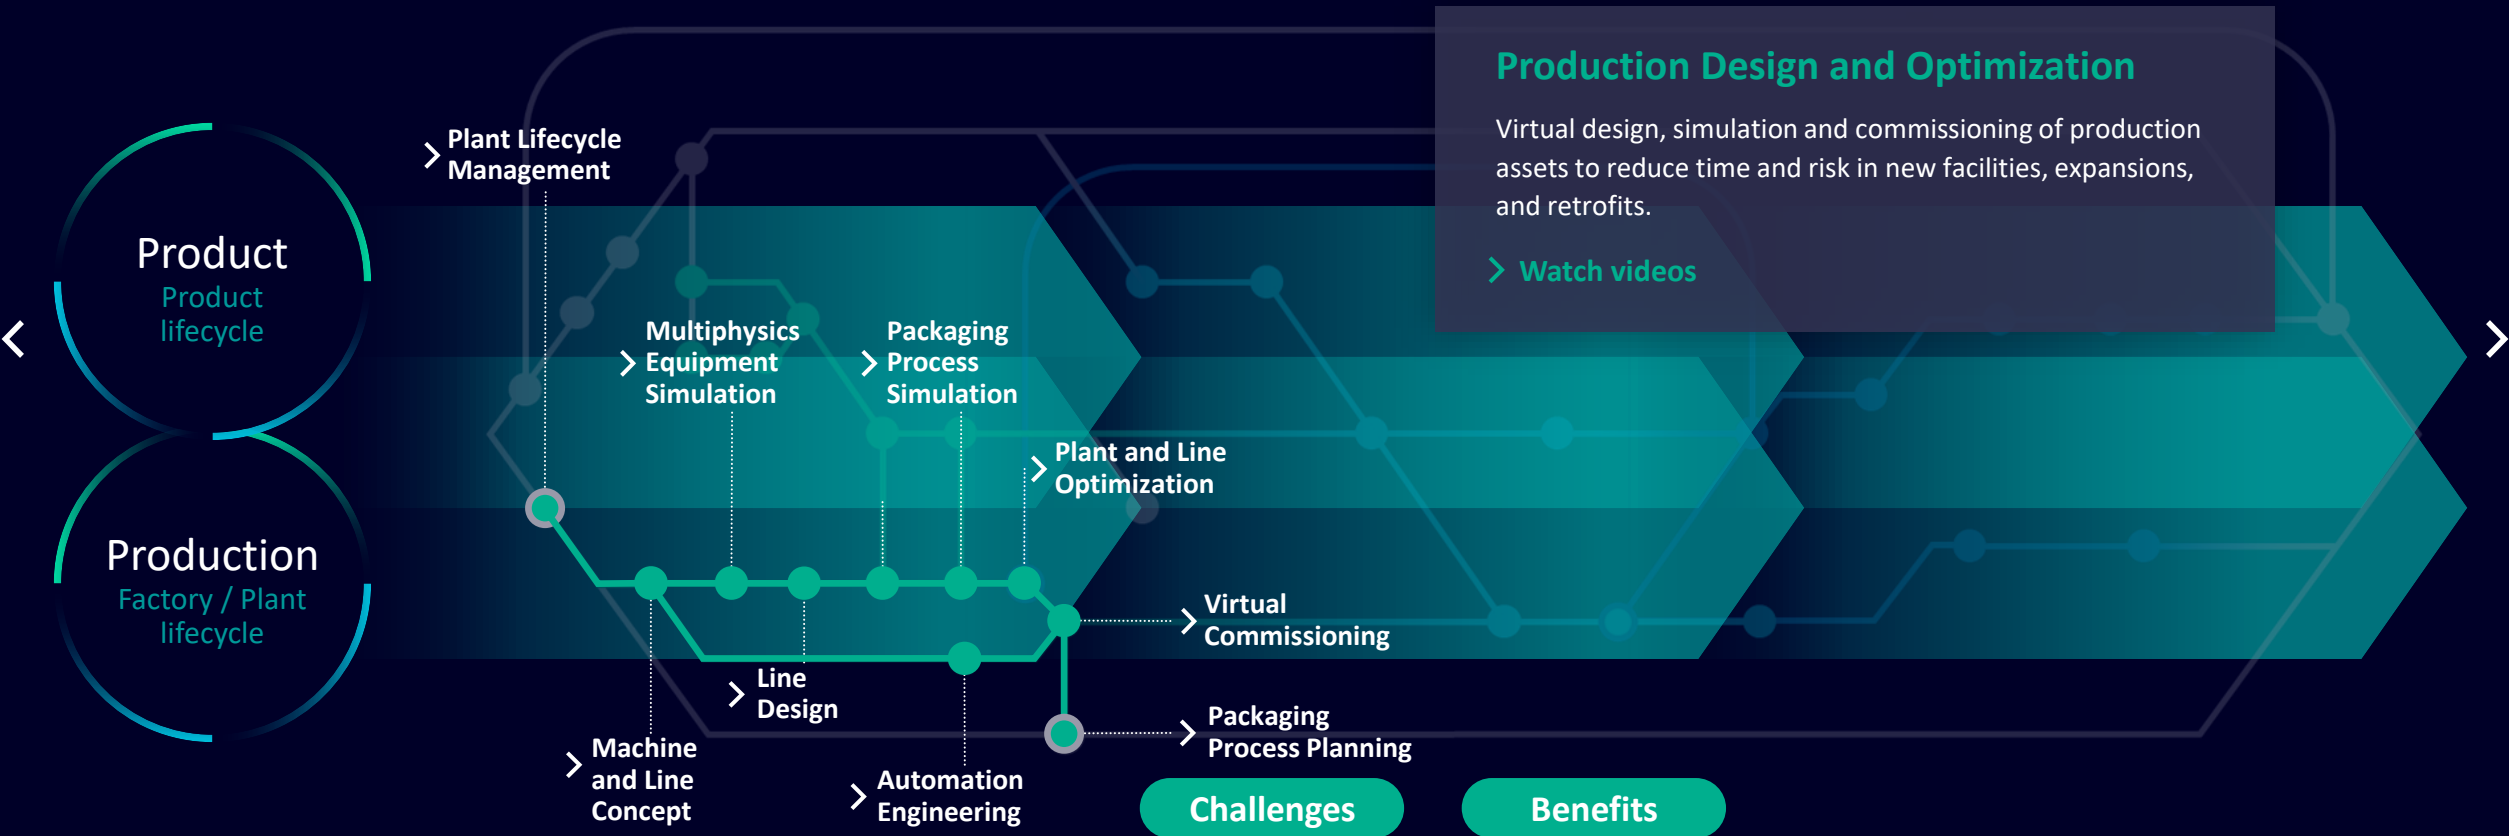 Production Design and Optimization
Virtual design, simulation and commissioning of production
assets to reduce time and risk in new facilities, expansions,
and retrofits.
Watch videos
Plant Lifecycle
Management
Product
Product
lifecycle
Multiphysics
Equipment
Simulation
Packaging
Process
Simulation
Plant and Line
Optimization
Production
Factory / Plant
lifecycle
Virtual
Commissioning
Line
Design
Packaging
Process Planning
Machine
and Line
Concept
Automation
Engineering
Challenges
Benefits